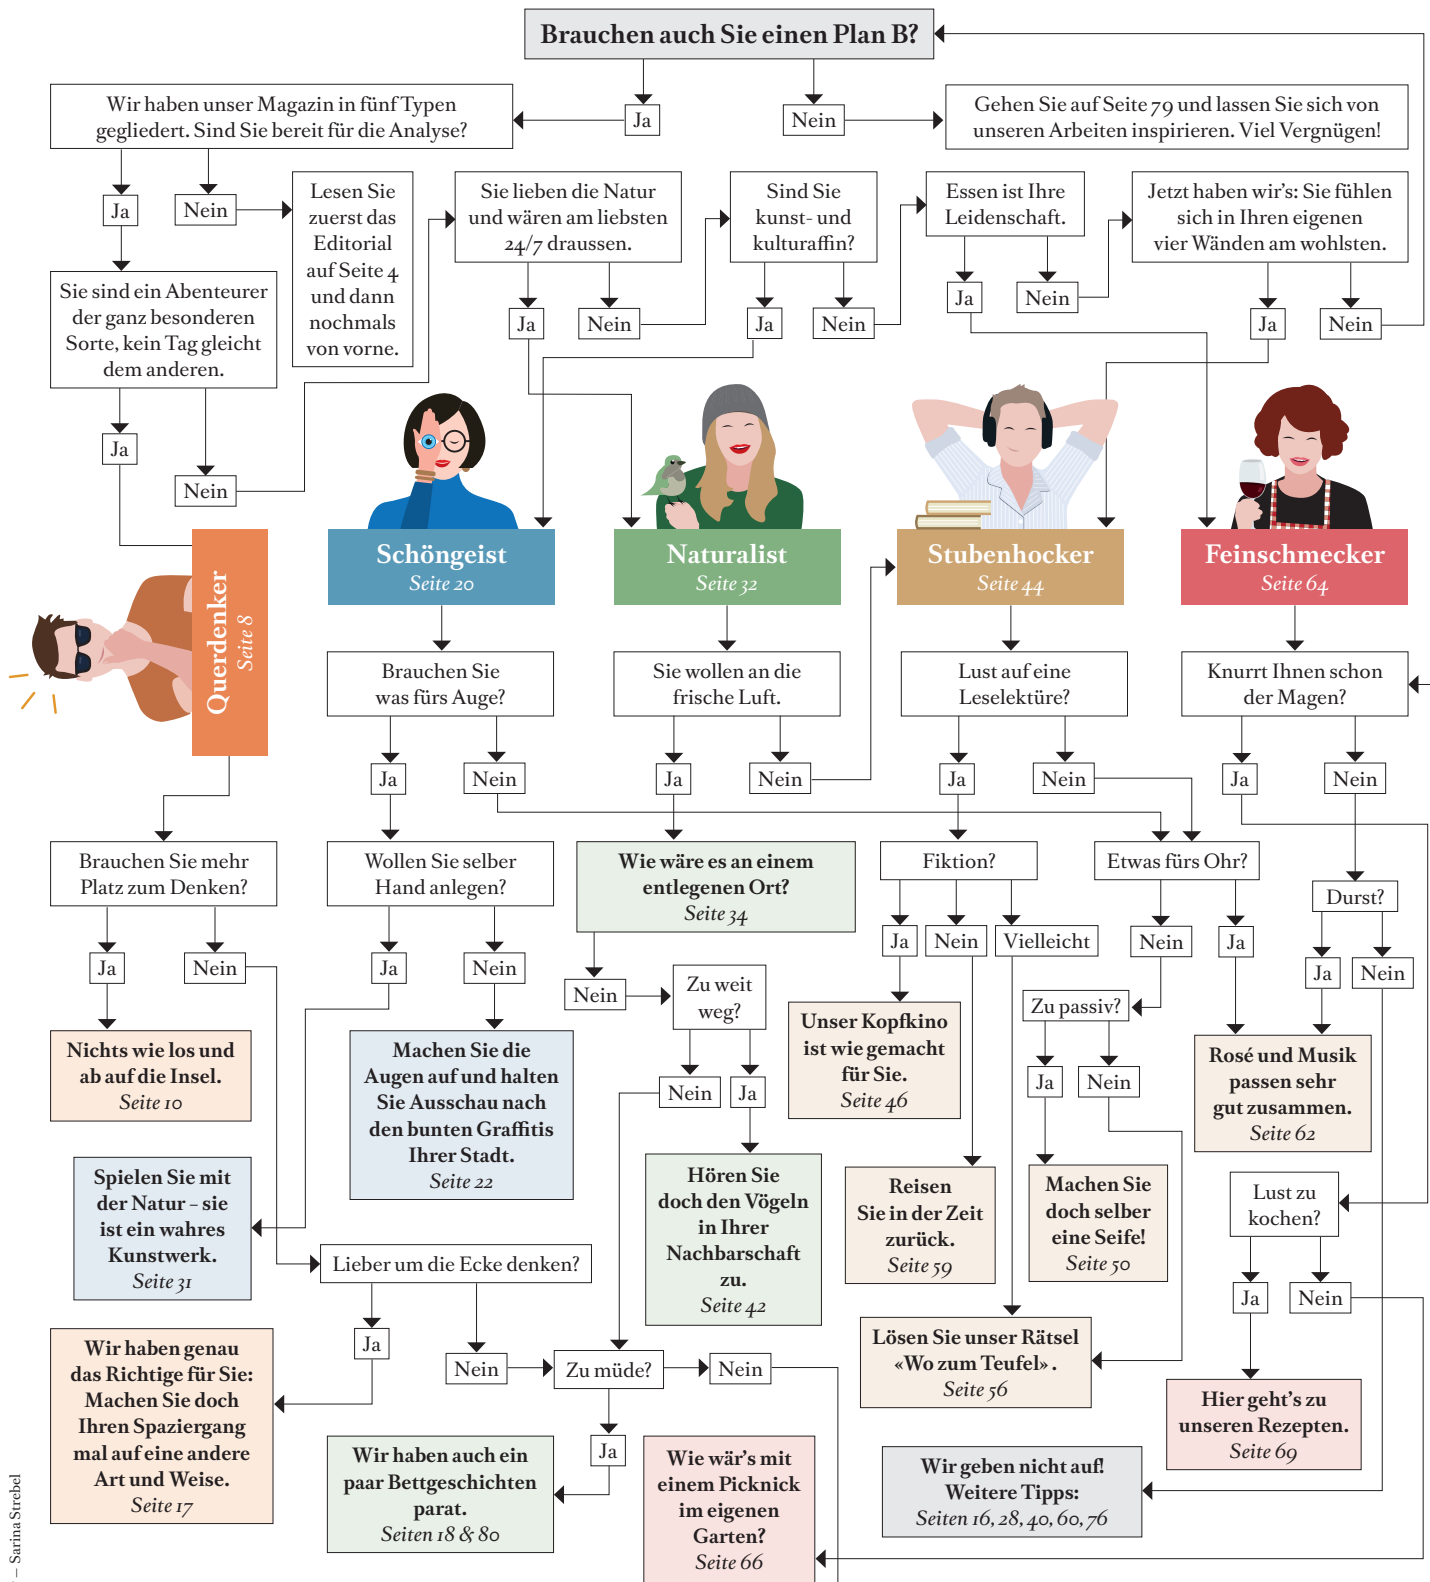 Brauchen auch Sie einen Plan B?
Wir haben unser Magazin in fünf Typen
gegliedert. Sind Sie bereit für die Analyse?
Ja
Nein
Gehen Sie auf Seite 79 und lassen Sie sich von
unseren Arbeiten inspirieren. Viel Vergnügen!
Ja
Nein
Lesen Sie
zuerst das
Editorial
auf Seite 4
und dann
nochmals
von vorne.
Sie lieben die Natur
und wären am liebsten
24/7 draussen.
Sind Sie
kunst- und
kulturaffin?
Essen ist Ihre
Leidenschaft.
Jetzt haben wir's: Sie fühlen
sich in Ihren eigenen
vier Wänden am wohlsten.
Sie sind ein Abenteurer
der ganz besonderen
Sorte, kein Tag gleicht
dem anderen.
Ja
Nein
Ja
Nein
Ja
Nein
Ja
Nein
Ja
Nein
Querdenker
Seite 8
Schöngeist
Seite 20
Naturalist
Seite 32
Stubenhocker
Seite 44
Feinschmecker
Seite 64
Brauchen Sie
was fürs Auge?
Sie wollen an die
frische Luft.
Lust auf eine
Leselektüre?
Knurrt Ihnen schon
der Magen?
Ja
Nein
Ja
Nein
Ja
Nein
Ja
Nein
Brauchen Sie mehr
Platz zum Denken?
Wollen Sie selber
Hand anlegen?
Wie wäre es an einem
entlegenen Ort?
Seite 34
Fiktion?
Etwas fürs Ohr?
Durst?
Ja
Nein
Ja
Nein
Nein
Zu weit
weg?
Ja
Nein
Vielleicht
Nein
Ja
Ja
Nein
Zu passiv?
Nichts wie los und
ab auf die Insel.
Seite 10
Machen Sie die
Augen auf und halten
Sie Ausschau nach
den bunten Graffitis
Ihrer Stadt.
Seite 22
Nein
Ja
Unser Kopfkino
ist wie gemacht
für Sie.
Seite 46
Ja
Nein
Rosé und Musik
passen sehr
gut zusammen.
Seite 62
Spielen Sie mit
der Natur – sie
ist ein wahres
Kunstwerk.
Seite 31
Hören Sie
doch den Vögeln
in Ihrer
Nachbarschaft
zu.
Seite 42
Reisen
Sie in der Zeit
zurück.
Seite 59
Machen Sie
doch selber
eine Seife!
Seite 50
Lust zu
kochen?
Lieber um die Ecke denken?
Ja
Nein
Wir haben genau
das Richtige für Sie:
Machen Sie doch
Ihren Spaziergang
mal auf eine andere
Art und Weise.
Seite 17
Ja
Nein
Zu müde?
Nein
Lösen Sie unser Rätsel
«Wo zum Teufel» .
Seite 56
Hier geht's zu
unseren Rezepten.
Seite 69
Ja
Wir haben auch ein
paar Bettgeschichten
parat.
Seiten 18 & 80
Wie wär's mit
einem Picknick
im eigenen
Garten?
Seite 66
Wir geben nicht auf!
Weitere Tipps:
Seiten 16, 28, 40, 60, 76
– Sarina Strebel